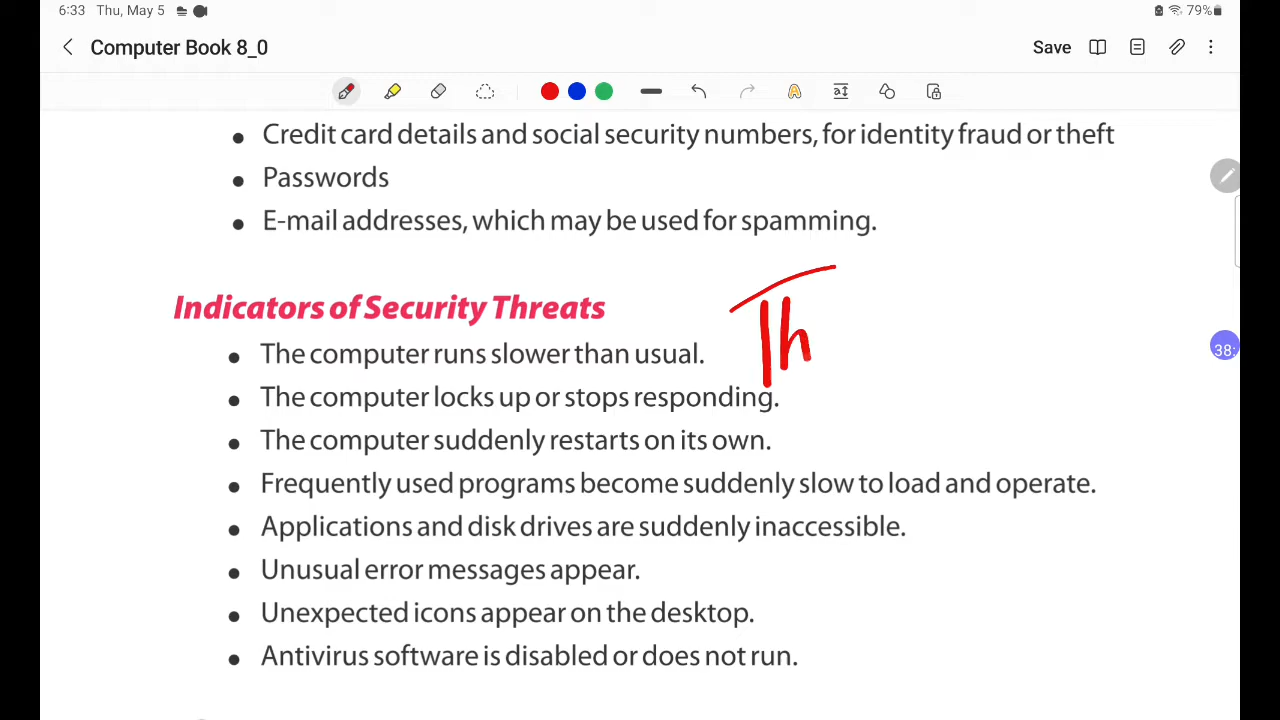 6:33 Thu, May 5 79%
Computer Book 8_0 Save
• Credit card details and social security numbers, for identity fraud or theft
• Passwords
• E-mail addresses, which may be used for spamming.
Indicators of Security Threats
Th
• The computer runs slower than usual.
• The computer locks up or stops responding.
• The computer suddenly restarts on its own.
• Frequently used programs become suddenly slow to load and operate.
• Applications and disk drives are suddenly inaccessible.
• Unusual error messages appear.
• Unexpected icons appear on the desktop.
• Antivirus software is disabled or does not run.
38: